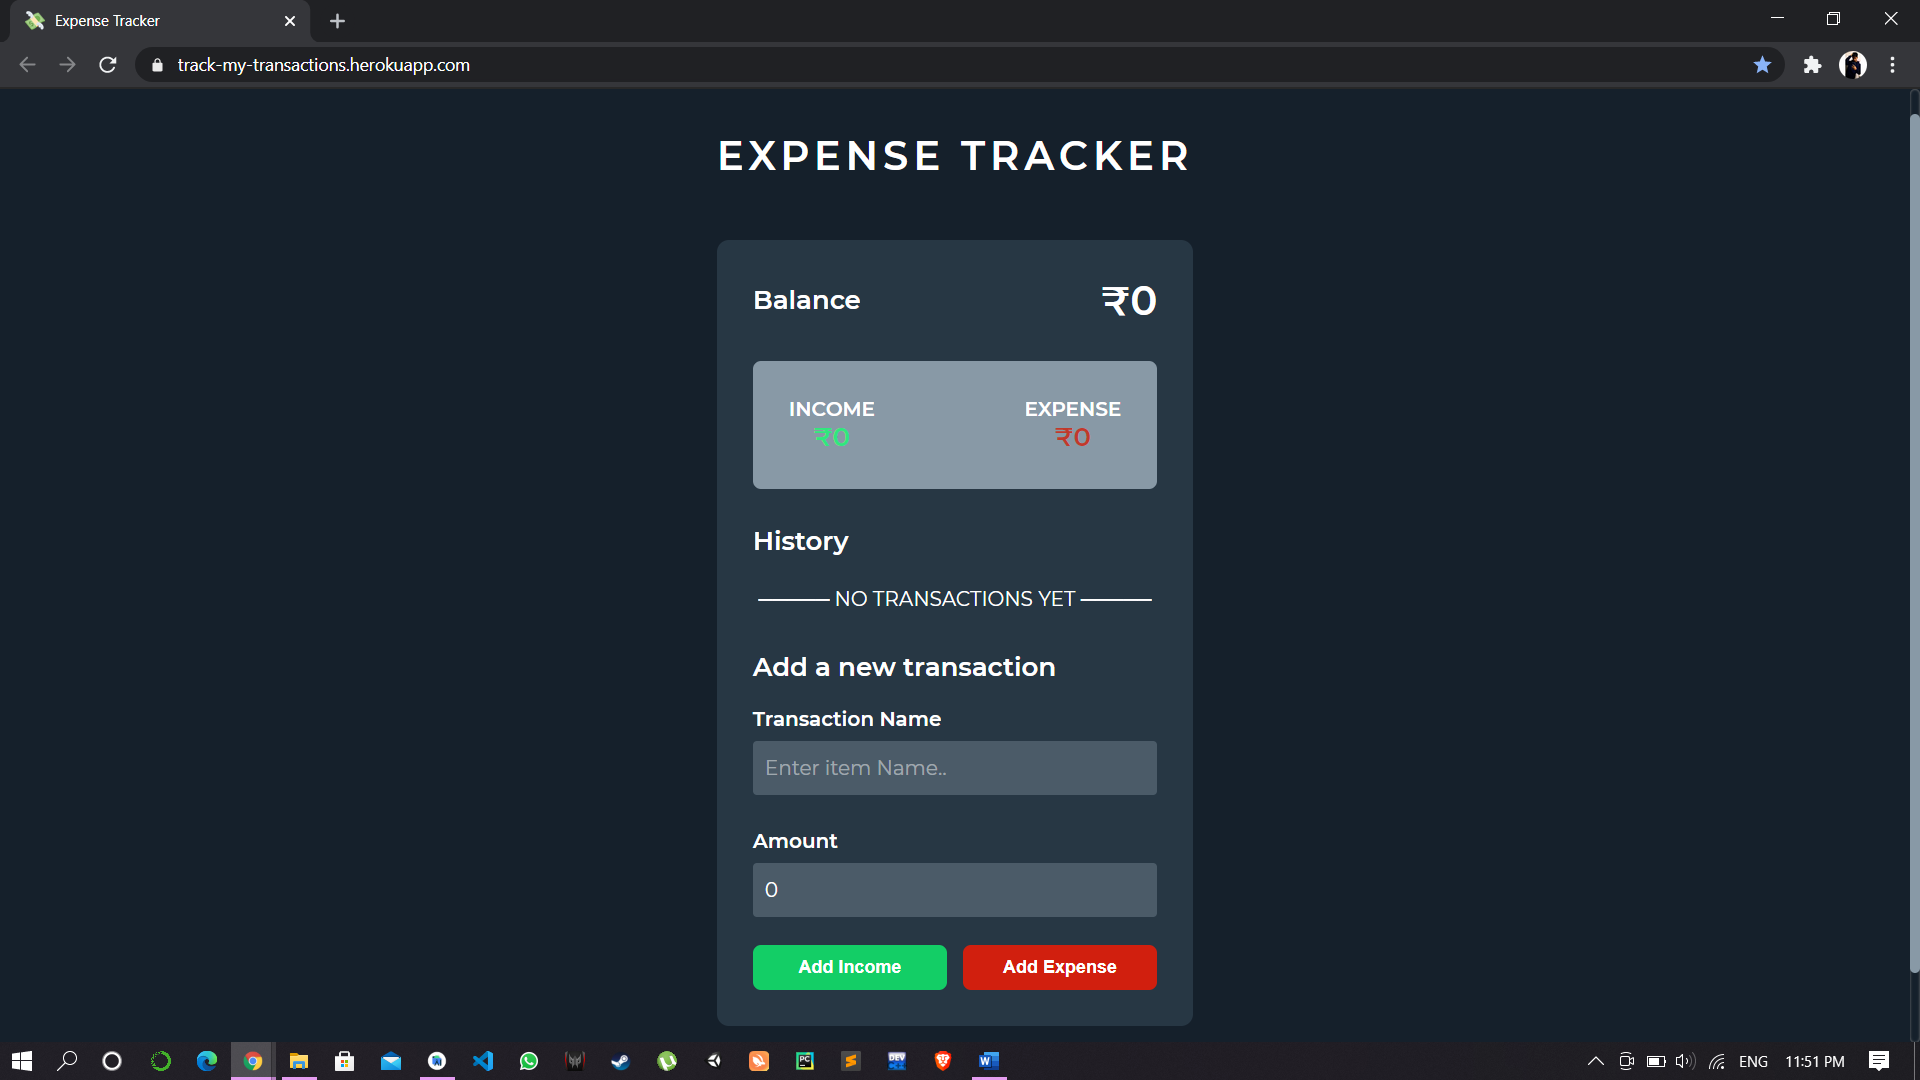 Expense Tracker
track-my-transactions.herokuapp.com
EXPENSE TRACKER
Balance ₹0
INCOME EXPENSE
₹0 ₹0
History
NO TRANSACTIONS YET
Add a new transaction
Transaction Name
Enter item Name..
Amount
0
Add Income Add Expense
ENG 11:51 PM